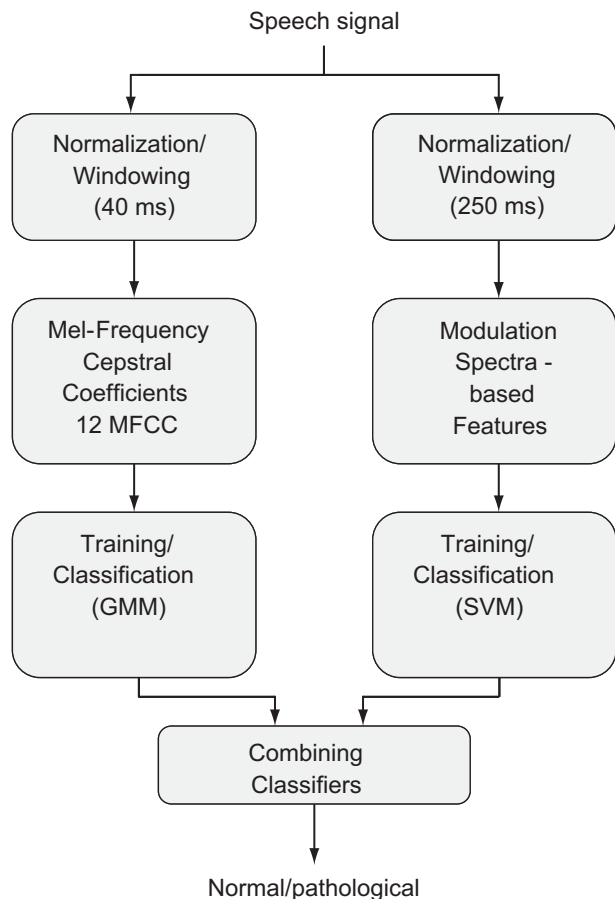 Speech signal
Normalization/
Windowing
(40 ms)
Normalization/
Windowing
(250 ms)
Mel-Frequency
Cepstral
Coefficients
12 MFCC
Modulation
Spectra -
based
Features
Training/
Classification
(GMM)
Training/
Classification
(SVM)
Combining
Classifiers
Normal/pathological